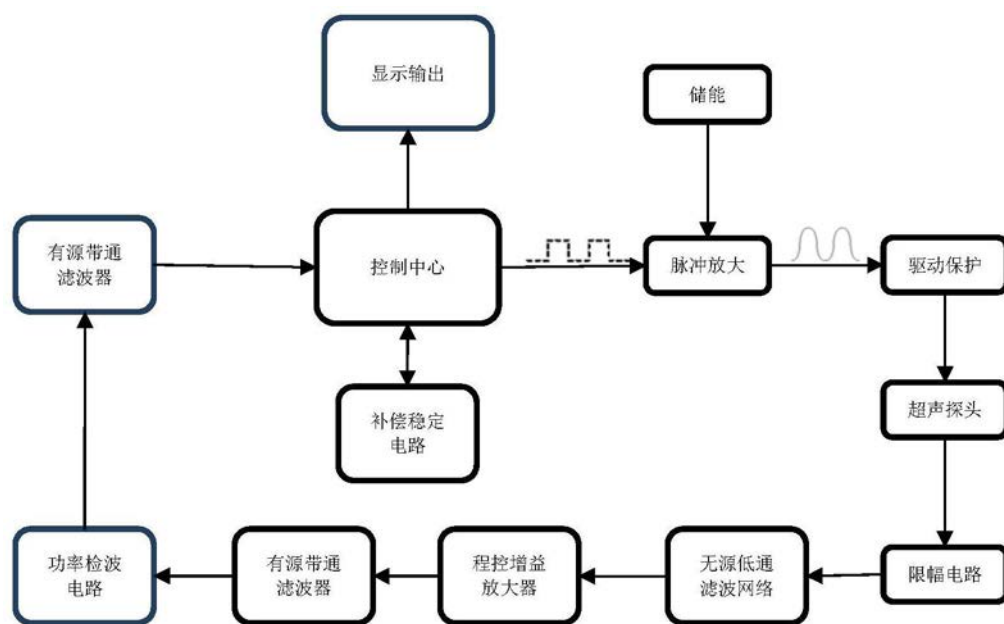 显示输出
储能
有源带通
滤波器
控制中心
脉冲放大
驱动保护
补偿稳定
电路
超声探头
功率检波
电路
有源带通
滤波器
程控增益
放大器
无源低通
滤波网络
限幅电路